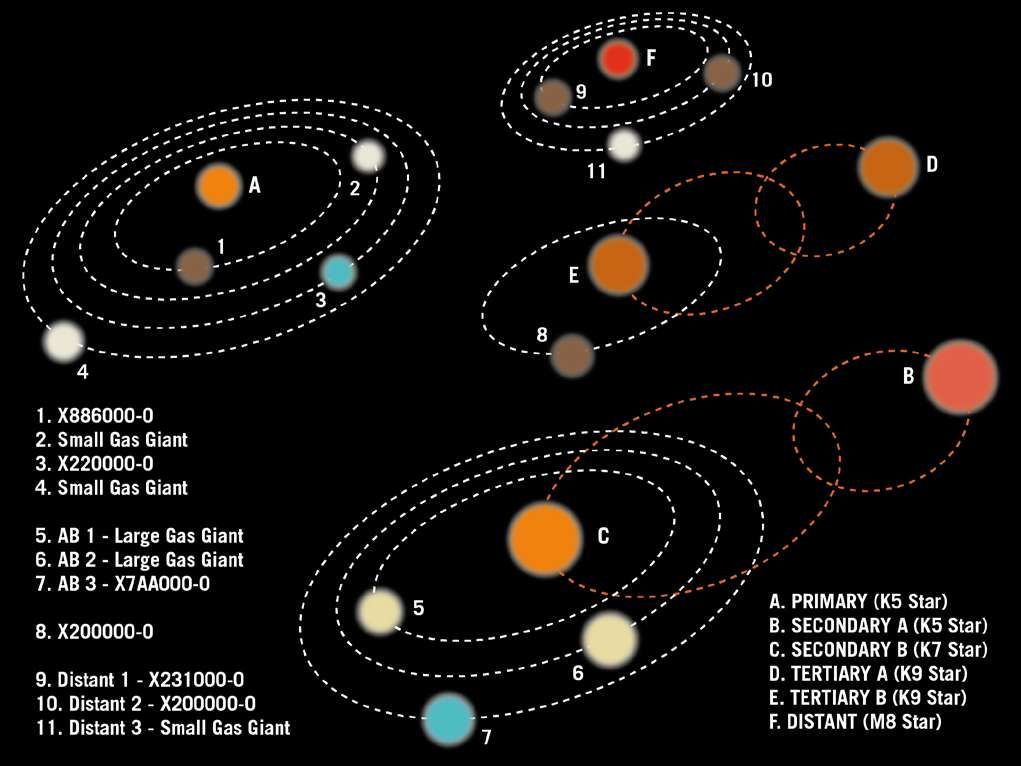 F
9
10
11
A
1
2
3
4
D
E
8
B
C
5
6
7
1. X886000-0
2. Small Gas Giant
3. X220000-0
4. Small Gas Giant
5. AB 1 - Large Gas Giant
6. AB 2 - Large Gas Giant
7. AB 3 - X7AA000-0
8. X200000-0
9. Distant 1 - X231000-0
10. Distant 2 - X200000-0
11. Distant 3 - Small Gas Giant
A. PRIMARY (K5 Star)
B. SECONDARY A (K5 Star)
C. SECONDARY B (K7 Star)
D. TERTIARY A (K9 Star)
E. TERTIARY B (K9 Star)
F. DISTANT (M8 Star)